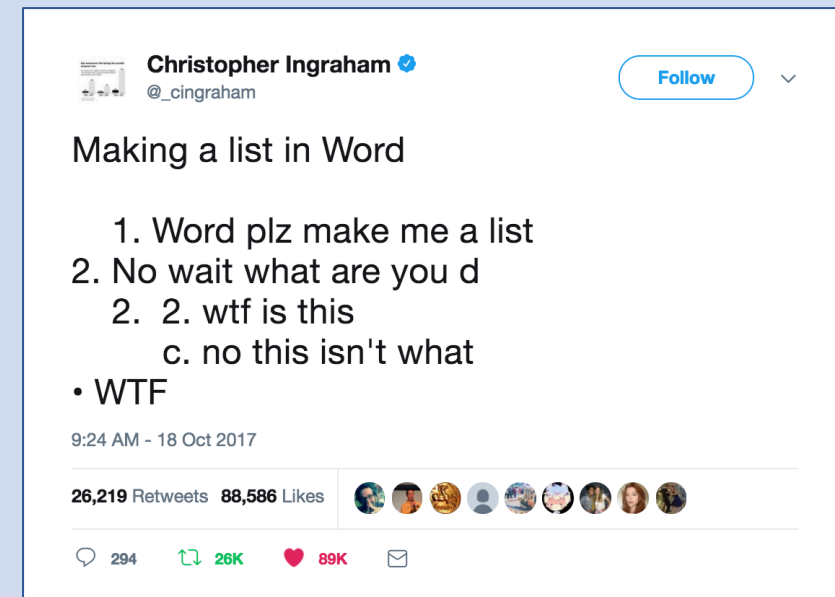 Christopher Ingraham
@_cingraham
Follow
Making a list in Word
1. Word plz make me a list
2. No wait what are you d
2. 2. wtf is this
c. no this isn't what
• WTF
9:24 AM - 18 Oct 2017
26,219 Retweets 88,586 Likes
294 26K 89K